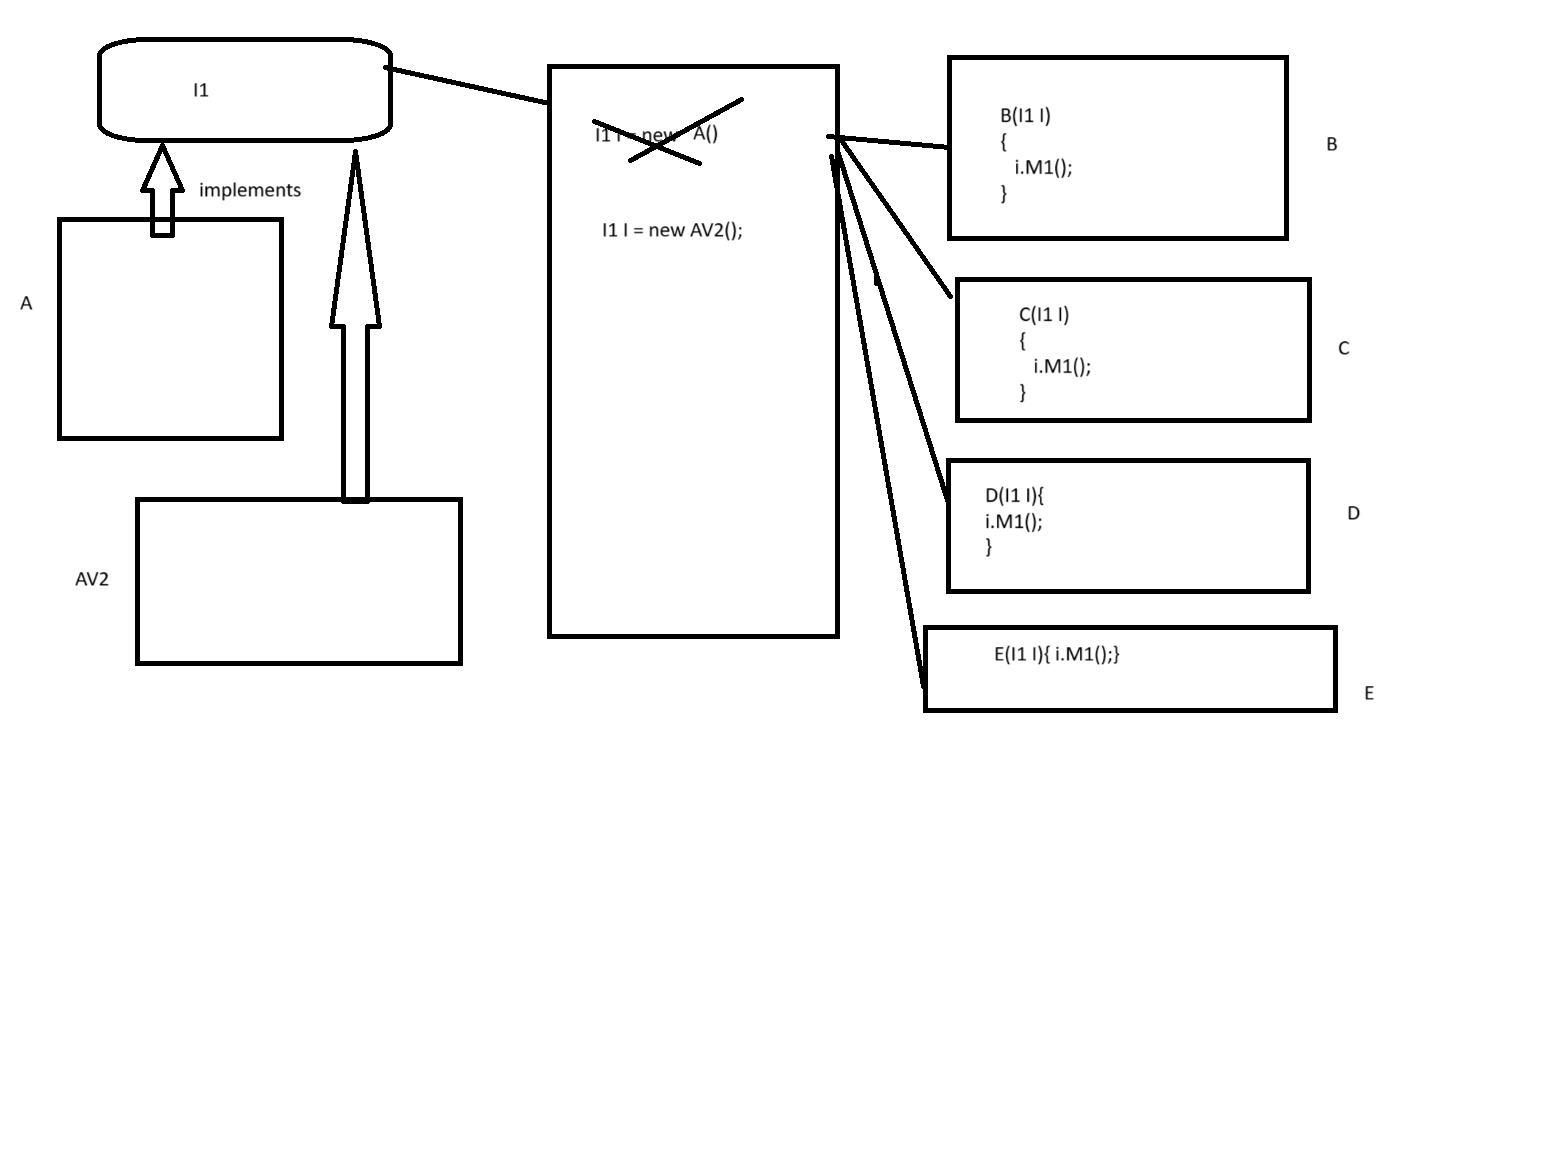 I1
implements
A
AV2
I1 I = new A()
I1 I = new AV2();
B(I1 I)
{
i.M1();
}
B
C(I1 I)
{
i.M1();
}
C
D(I1 I){
i.M1();
}
D
E(I1 I){ i.M1();}
E